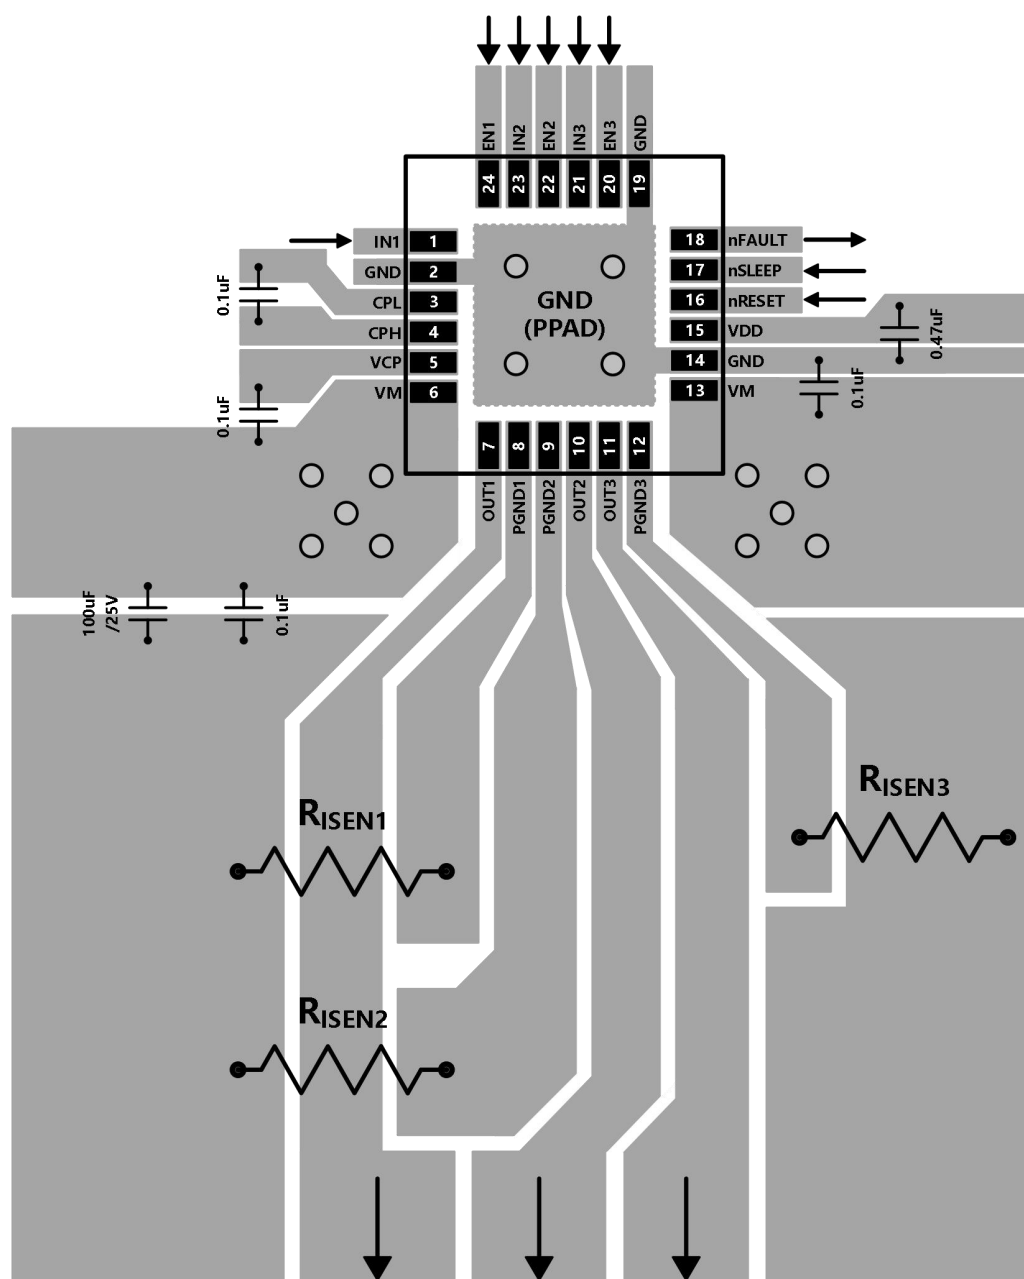 EN1
IN2
EN2
IN3
EN3
GND
24
23
22
21
20
19
IN1 1
GND 2
CPL 3
CPH 4
VCP 5
VM 6
18 nFAULT
17 nSLEEP
16 nRESET
15 VDD
14 GND
13 VM
GND
(PPAD)
0.1uF
0.1uF
0.47uF
0.1uF
7
8
9
10
11
12
OUT1
PGND1
PGND2
OUT2
OUT3
PGND3
100uF
/25V
0.1uF
RISEN3
RISEN1
RISEN2